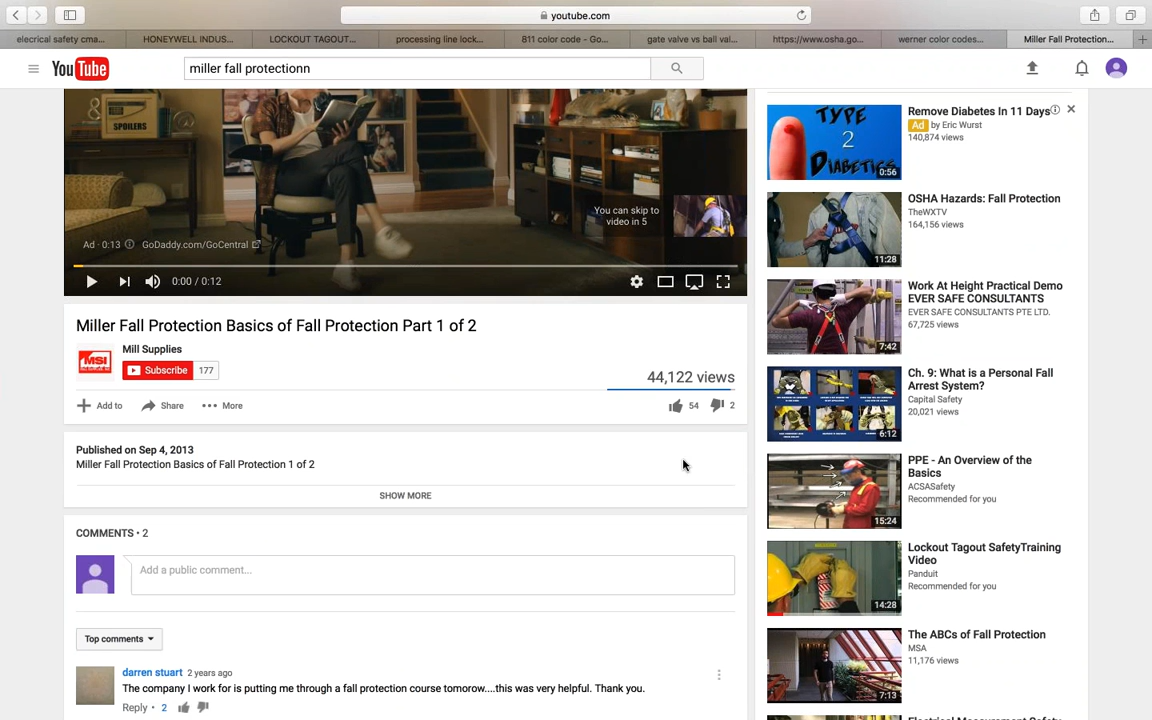 youtube.com
elecrical safety cma...
HONEYWELL INDUS...
LOCKOUT TAGOUT...
processing line lock...
811 color code - Go...
gate valve vs ball val...
https://www.osha.go...
werner color codes...
Miller Fall Protection...
YouTube
miller fall protectionn
&
SPOILERS
You can skip to
video in 5
Ad · 0:13 GoDaddy.com/GoCentral
0:00 / 0:12
Miller Fall Protection Basics of Fall Protection Part 1 of 2
MSI
Mill Supplies
Subscribe 177
44,122 views
Add to Share More
54 2
Published on Sep 4, 2013
Miller Fall Protection Basics of Fall Protection 1 of 2
SHOW MORE
COMMENTS • 2
Add a public comment...
Top comments
darren stuart 2 years ago
The company I work for is putting me through a fall protection course tomorow....this was very helpful. Thank you.
Reply • 2
TYPE
2
DiabeTes
0:56
Remove Diabetes In 11 Days
Ad by Eric Wurst
140,874 views
11:28
OSHA Hazards: Fall Protection
TheWXTV
164,156 views
7:42
Work At Height Practical Demo
EVER SAFE CONSULTANTS
EVER SAFE CONSULTANTS PTE LTD.
67,725 views
6:12
Ch. 9: What is a Personal Fall
Arrest System?
Capital Safety
20,021 views
15:24
PPE - An Overview of the
Basics
ACSASafety
Recommended for you
14:28
Lockout Tagout SafetyTraining
Video
Panduit
Recommended for you
7:13
The ABCs of Fall Protection
MSA
11,176 views